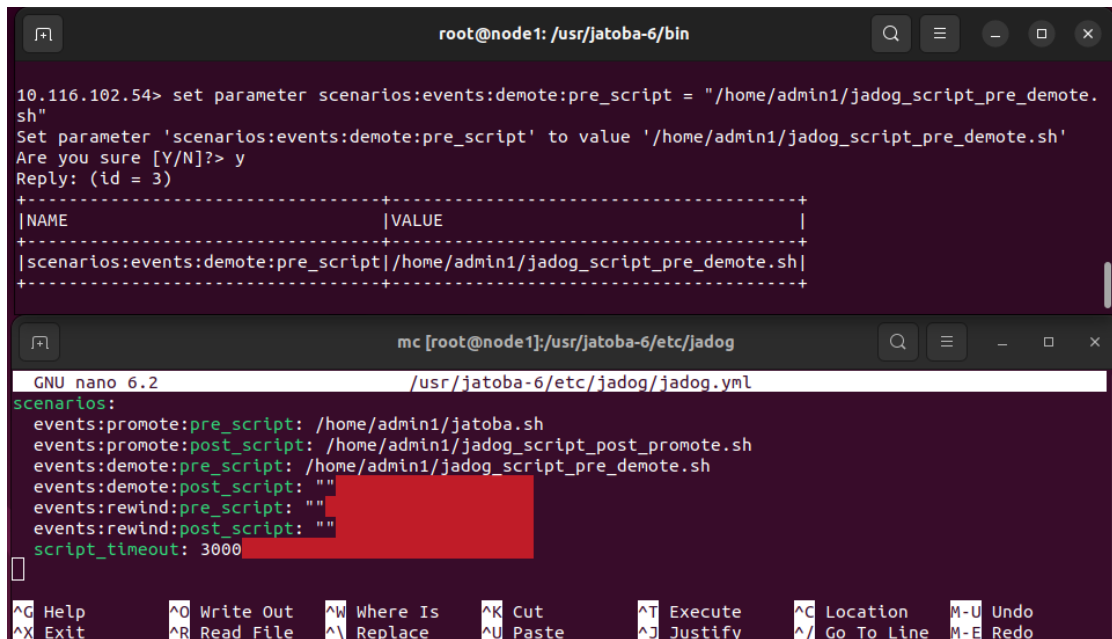 root@node1: /usr/jatoba-6/bin
10.116.102.54> set parameter scenarios:events:demote:pre_script = "/home/admin1/jadog_script_pre_demote.
sh"
Set parameter 'scenarios:events:demote:pre_script' to value '/home/admin1/jadog_script_pre_demote.sh'
Are you sure [Y/N]?> y
Reply: (id = 3)
+----------------------------------+---------------------------------------+
|NAME                              |VALUE                                  |
+----------------------------------+---------------------------------------+
|scenarios:events:demote:pre_script|/home/admin1/jadog_script_pre_demote.sh|
+----------------------------------+---------------------------------------+
mc [root@node1]:/usr/jatoba-6/etc/jadog
GNU nano 6.2 /usr/jatoba-6/etc/jadog/jadog.yml
scenarios:
  events:promote:pre_script: /home/admin1/jatoba.sh
  events:promote:post_script: /home/admin1/jadog_script_post_promote.sh
  events:demote:pre_script: /home/admin1/jadog_script_pre_demote.sh
  events:demote:post_script: ""
  events:rewind:pre_script: ""
  events:rewind:post_script: ""
  script_timeout: 3000
^G Help ^O Write Out ^W Where Is ^K Cut ^T Execute ^C Location M-U Undo
^X Exit ^R Read File ^\ Replace ^U Paste ^J Justify ^/ Go To Line M-E Redo